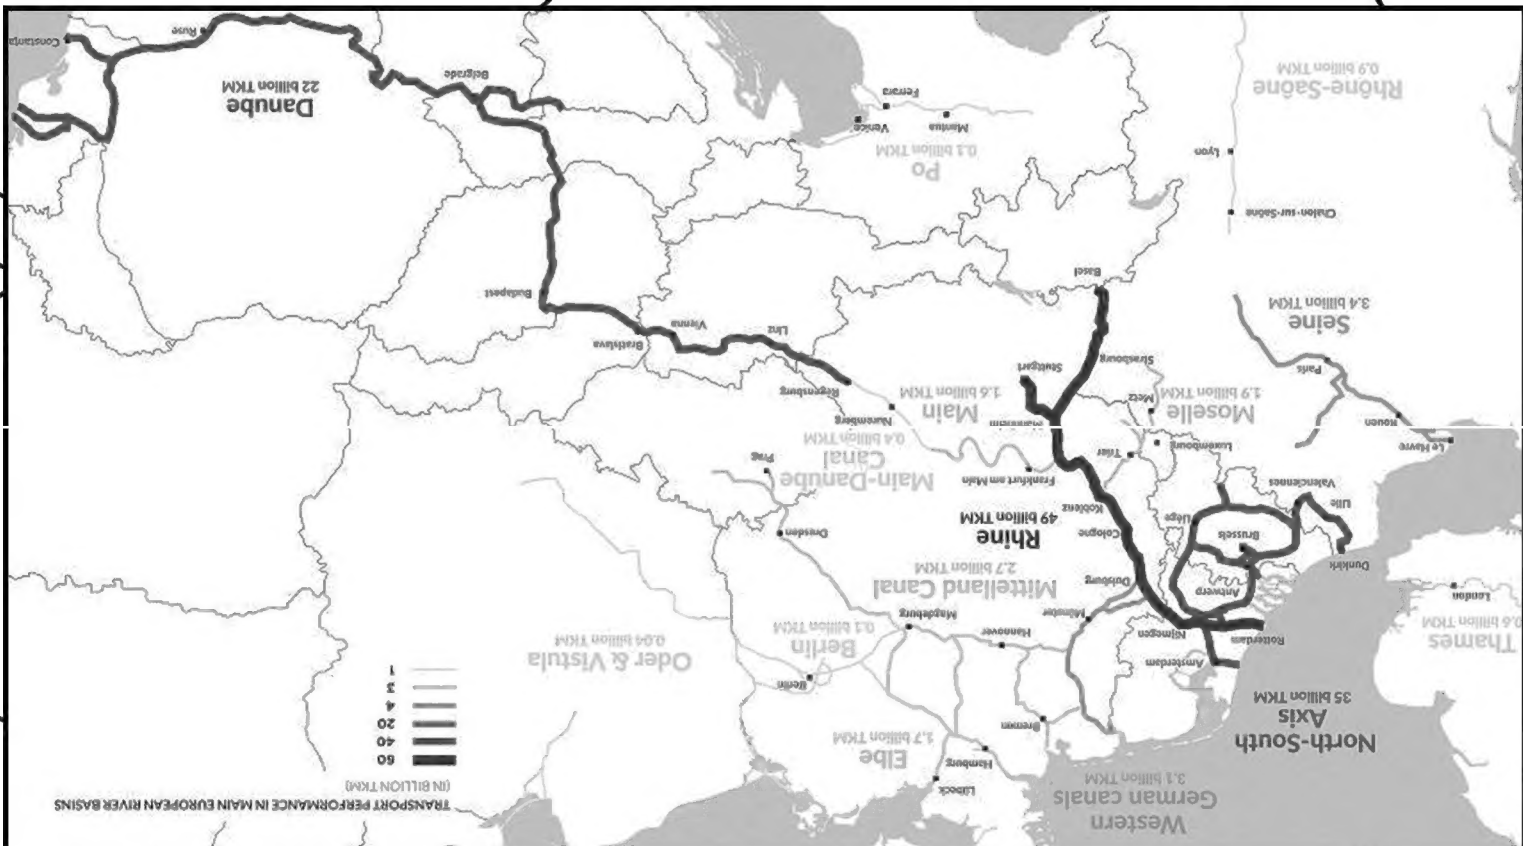 Western
German canals
3.1 billion TKM
TRANSPORT PERFORMANCE IN MAIN EUROPEAN RIVER BASINS
(IN BILLION TKM)
60
40
20
4
3
1
Lübeck
Hamburg
Elbe
1.7 billion TKM
North-South
Axis
35 billion TKM
Bremen
Berlin
Berlin
0.1 billion TKM
Oder & Vistula
0.04 billion TKM
Amsterdam
Thames
0.6 billion TKM
London
Rotterdam
Nijmegen
Hannover
Münster
Magdeburg
Antwerp
Duisburg
Mittelland Canal
2.7 billion TKM
Dunkirk
Brussels
Cologne
Rhine
49 billion TKM
Dresden
Liège
Lille
Koblenz
Valenciennes
Frankfurt am Main
Main-Danube
Canal
0.4 billion TKM
Prag
Le Havre
Luxembourg
Trier
Rouen
Mannheim
Nuremberg
Moselle
1.9 billion TKM
Metz
Main
1.6 billion TKM
Regensburg
Paris
Strasbourg
Stuttgart
Bratislava
Linz
Vienna
Seine
3.4 billion TKM
Budapest
Basel
Chalon-sur-Saône
Po
0.1 billion TKM
Lyon
Mantua
Venice
Ferrara
Danube
22 billion TKM
Rhône-Saône
0.9 billion TKM
Belgrade
Constanţa
Ruse